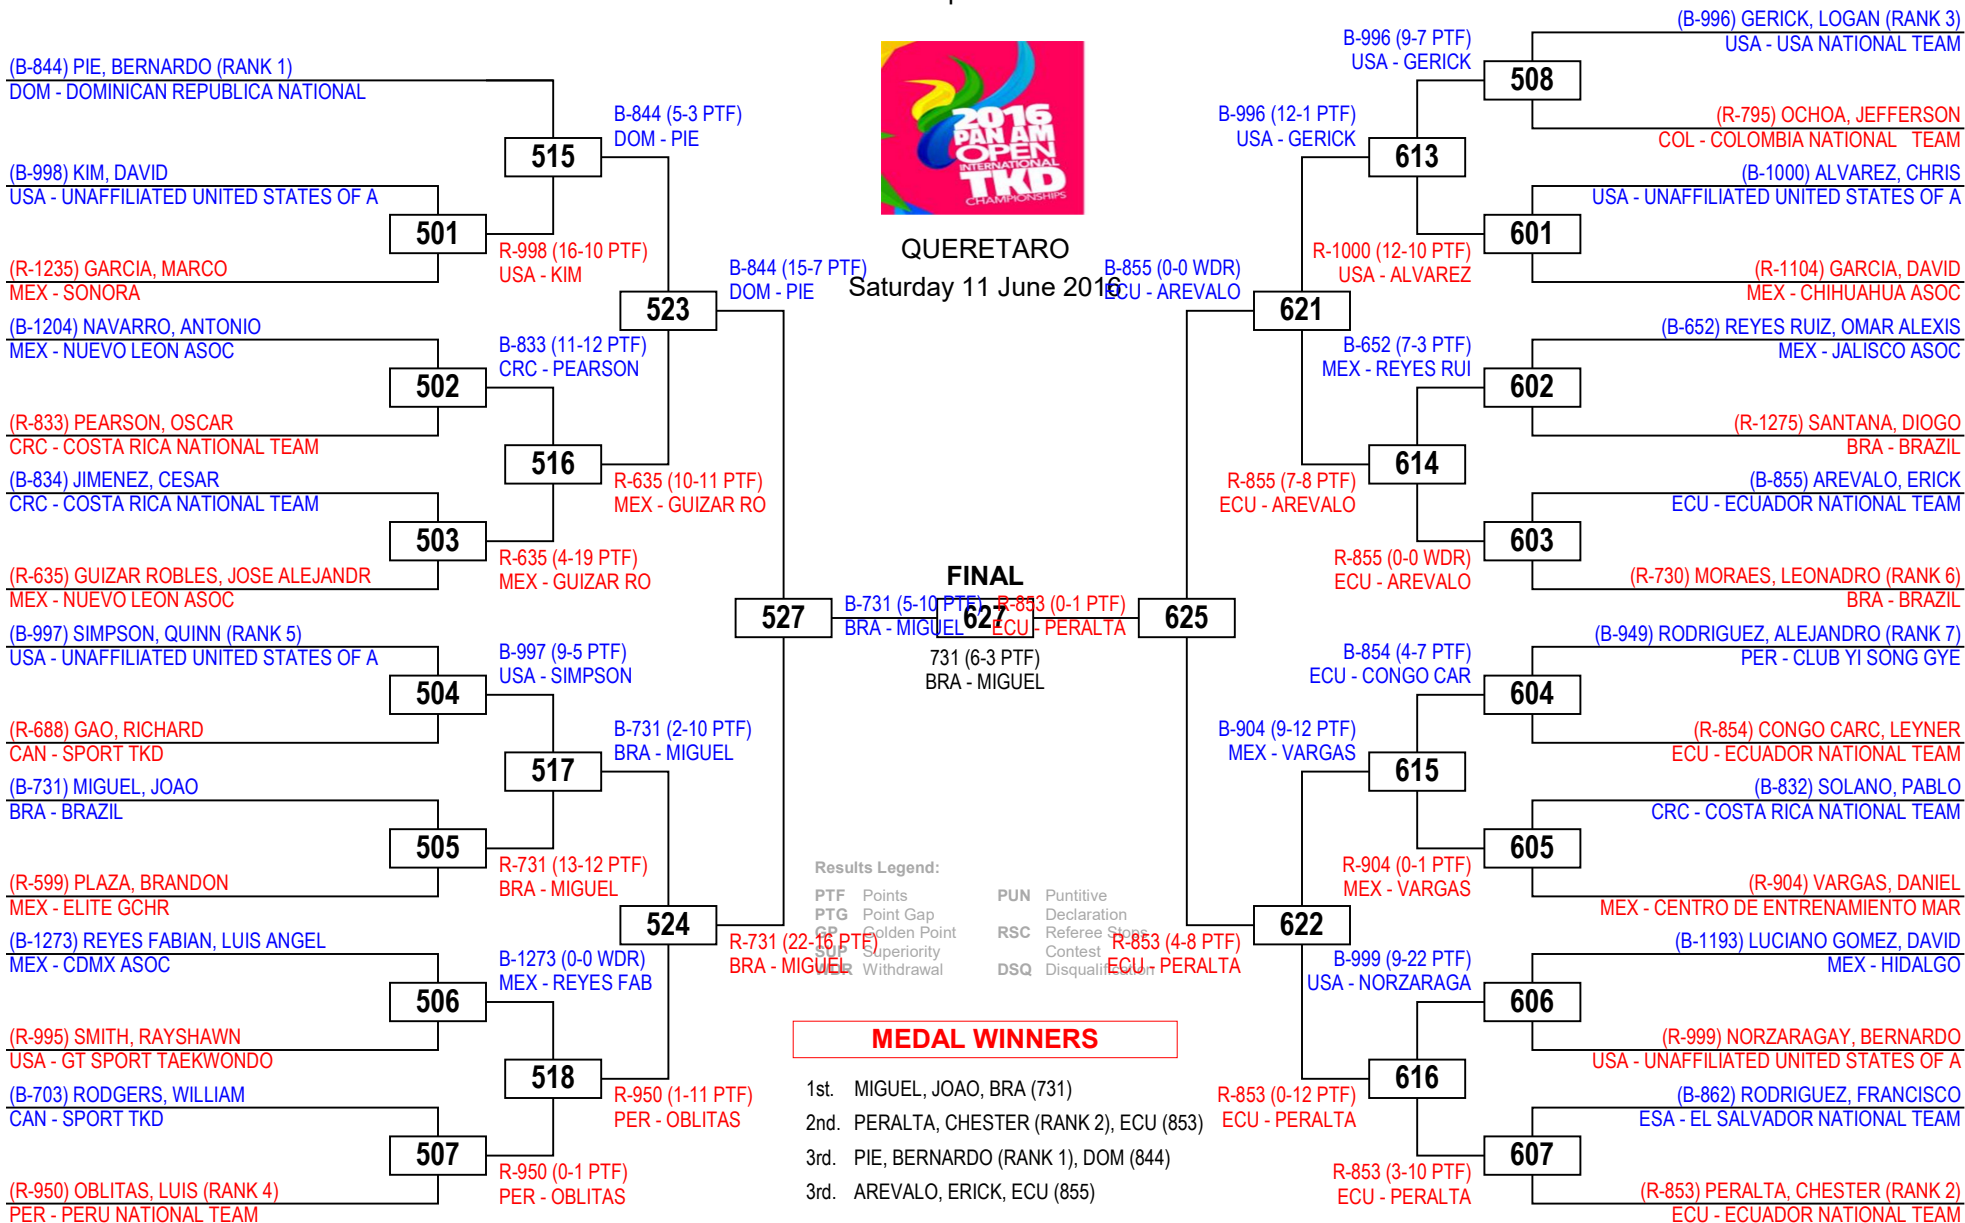 (B-844) PIE, BERNARDO (RANK 1)
DOM - DOMINICAN REPUBLICA NATIONAL
(B-998) KIM, DAVID
USA - UNAFFILIATED UNITED STATES OF A
(R-1235) GARCIA, MARCO
MEX - SONORA
(B-1204) NAVARRO, ANTONIO
MEX - NUEVO LEON ASOC
(R-833) PEARSON, OSCAR
CRC - COSTA RICA NATIONAL TEAM
(B-834) JIMENEZ, CESAR
CRC - COSTA RICA NATIONAL TEAM
(R-635) GUIZAR ROBLES, JOSE ALEJANDR
MEX - NUEVO LEON ASOC
(B-997) SIMPSON, QUINN (RANK 5)
USA - UNAFFILIATED UNITED STATES OF A
(R-688) GAO, RICHARD
CAN - SPORT TKD
(B-731) MIGUEL, JOAO
BRA - BRAZIL
(R-599) PLAZA, BRANDON
MEX - ELITE GCHR
(B-1273) REYES FABIAN, LUIS ANGEL
MEX - CDMX ASOC
(R-995) SMITH, RAYSHAWN
USA - GT SPORT TAEKWONDO
(B-703) RODGERS, WILLIAM
CAN - SPORT TKD
(R-950) OBLITAS, LUIS (RANK 4)
PER - PERU NATIONAL TEAM
501
502
503
504
505
506
507
R-998 (16-10 PTF)
USA - KIM
B-833 (11-12 PTF)
CRC - PEARSON
R-635 (4-19 PTF)
MEX - GUIZAR RO
B-997 (9-5 PTF)
USA - SIMPSON
R-731 (13-12 PTF)
BRA - MIGUEL
B-1273 (0-0 WDR)
MEX - REYES FAB
R-950 (0-1 PTF)
PER - OBLITAS
515
516
517
518
B-844 (5-3 PTF)
DOM - PIE
R-635 (10-11 PTF)
MEX - GUIZAR RO
B-731 (2-10 PTF)
BRA - MIGUEL
R-950 (1-11 PTF)
PER - OBLITAS
523
524
B-844 (15-7 PTF)
DOM - PIE
R-731 (22-16 PTF)
BRA - MIGUEL
527
B-731 (5-10 PTF)
BRA - MIGUEL
2016
PAN AM
OPEN
INTERNATIONAL
TKD
CHAMPIONSHIPS
QUERETARO
Saturday 11 June 2016
FINAL
627
731 (6-3 PTF)
BRA - MIGUEL
R-853 (0-1 PTF)
ECU - PERALTA
625
Results Legend:
PTF Points
PTG Point Gap
GP Golden Point
SUP Superiority
WDR Withdrawal
PUN Puntitive
Declaration
RSC Referee Stops
Contest
DSQ Disqualification
MEDAL WINNERS
1st. MIGUEL, JOAO, BRA (731)
2nd. PERALTA, CHESTER (RANK 2), ECU (853)
3rd. PIE, BERNARDO (RANK 1), DOM (844)
3rd. AREVALO, ERICK, ECU (855)
B-855 (0-0 WDR)
ECU - AREVALO
R-853 (4-8 PTF)
ECU - PERALTA
621
622
B-996 (12-1 PTF)
USA - GERICK
R-855 (7-8 PTF)
ECU - AREVALO
B-904 (9-12 PTF)
MEX - VARGAS
R-853 (0-12 PTF)
ECU - PERALTA
613
614
615
616
B-996 (9-7 PTF)
USA - GERICK
R-1000 (12-10 PTF)
USA - ALVAREZ
B-652 (7-3 PTF)
MEX - REYES RUI
R-855 (0-0 WDR)
ECU - AREVALO
B-854 (4-7 PTF)
ECU - CONGO CAR
R-904 (0-1 PTF)
MEX - VARGAS
B-999 (9-22 PTF)
USA - NORZARAGA
R-853 (3-10 PTF)
ECU - PERALTA
508
601
602
603
604
605
606
607
(B-996) GERICK, LOGAN (RANK 3)
USA - USA NATIONAL TEAM
(R-795) OCHOA, JEFFERSON
COL - COLOMBIA NATIONAL TEAM
(B-1000) ALVAREZ, CHRIS
USA - UNAFFILIATED UNITED STATES OF A
(R-1104) GARCIA, DAVID
MEX - CHIHUAHUA ASOC
(B-652) REYES RUIZ, OMAR ALEXIS
MEX - JALISCO ASOC
(R-1275) SANTANA, DIOGO
BRA - BRAZIL
(B-855) AREVALO, ERICK
ECU - ECUADOR NATIONAL TEAM
(R-730) MORAES, LEONADRO (RANK 6)
BRA - BRAZIL
(B-949) RODRIGUEZ, ALEJANDRO (RANK 7)
PER - CLUB YI SONG GYE
(R-854) CONGO CARC, LEYNER
ECU - ECUADOR NATIONAL TEAM
(B-832) SOLANO, PABLO
CRC - COSTA RICA NATIONAL TEAM
(R-904) VARGAS, DANIEL
MEX - CENTRO DE ENTRENAMIENTO MAR
(B-1193) LUCIANO GOMEZ, DAVID
MEX - HIDALGO
(R-999) NORZARAGAY, BERNARDO
USA - UNAFFILIATED UNITED STATES OF A
(B-862) RODRIGUEZ, FRANCISCO
ESA - EL SALVADOR NATIONAL TEAM
(R-853) PERALTA, CHESTER (RANK 2)
ECU - ECUADOR NATIONAL TEAM